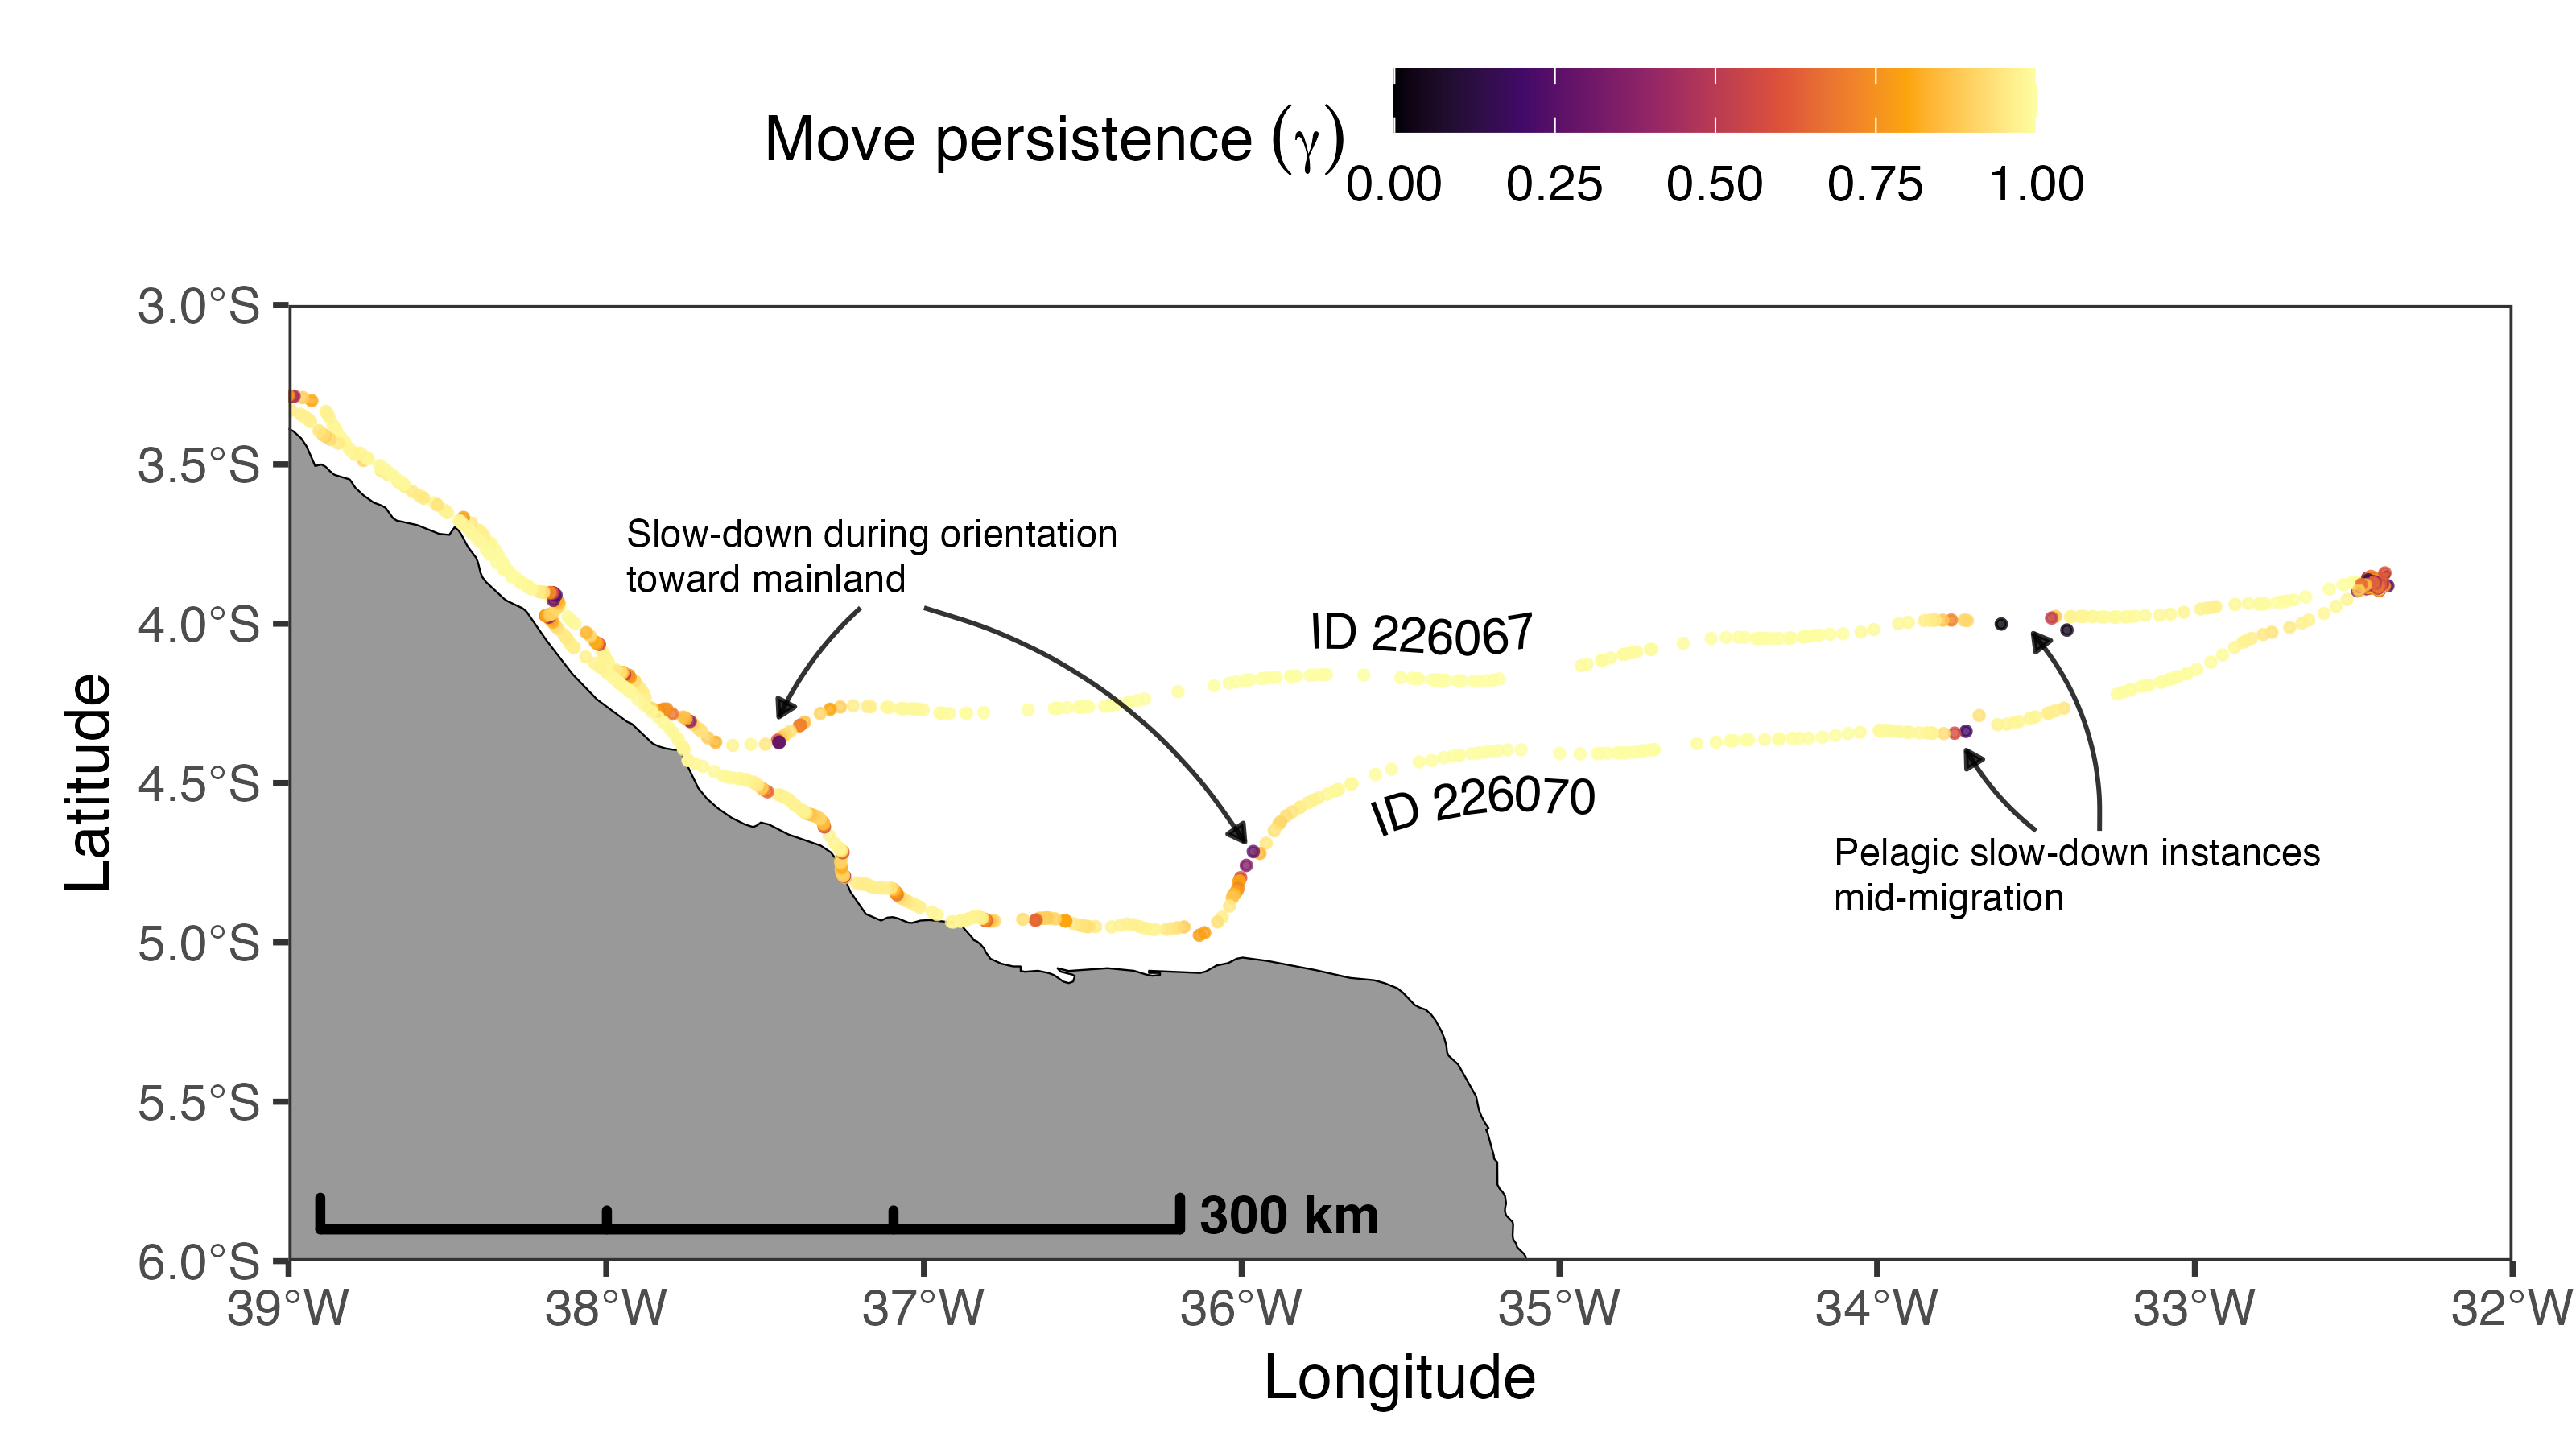 Move persistence (γ)
0.00 0.25 0.50 0.75 1.00
3.0°S
3.5°S
Slow-down during orientation
toward mainland
4.0°S
ID 226067
4.5°S
ID 226070
Pelagic slow-down instances
mid-migration
5.0°S
5.5°S
300 km
6.0°S
39°W 38°W 37°W 36°W 35°W 34°W 33°W 32°W
Longitude
Latitude